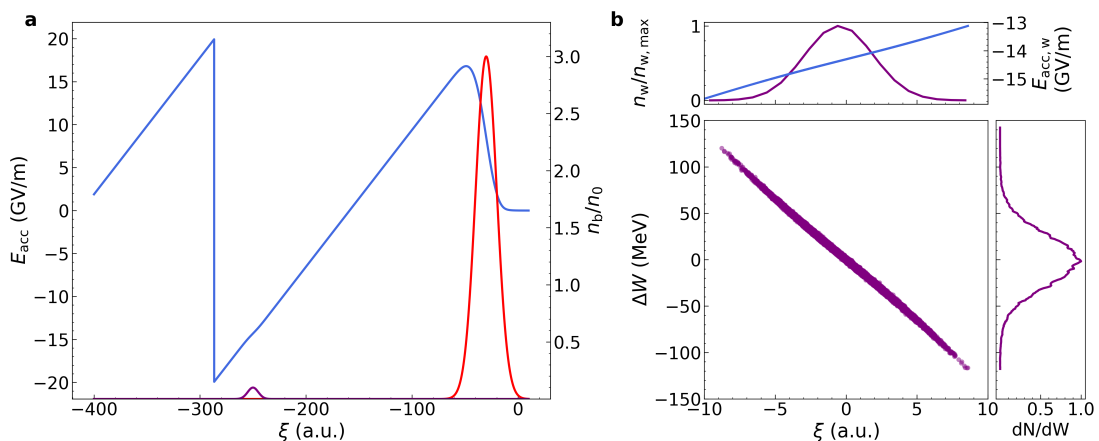 a
20
15
10
5
0
−5
−10
−15
−20
E_acc (GV/m)
3.0
2.5
2.0
1.5
1.0
0.5
n_b/n_0
−400 −300 −200 −100 0
ξ (a.u.)
b
1
0
n_w/n_w,max
−13
−14
−15
E_acc,w
(GV/m)
150
100
50
0
−50
−100
−150
ΔW (MeV)
−10 −5 0 5 10
ξ (a.u.)
0.5 1.0
dN/dW